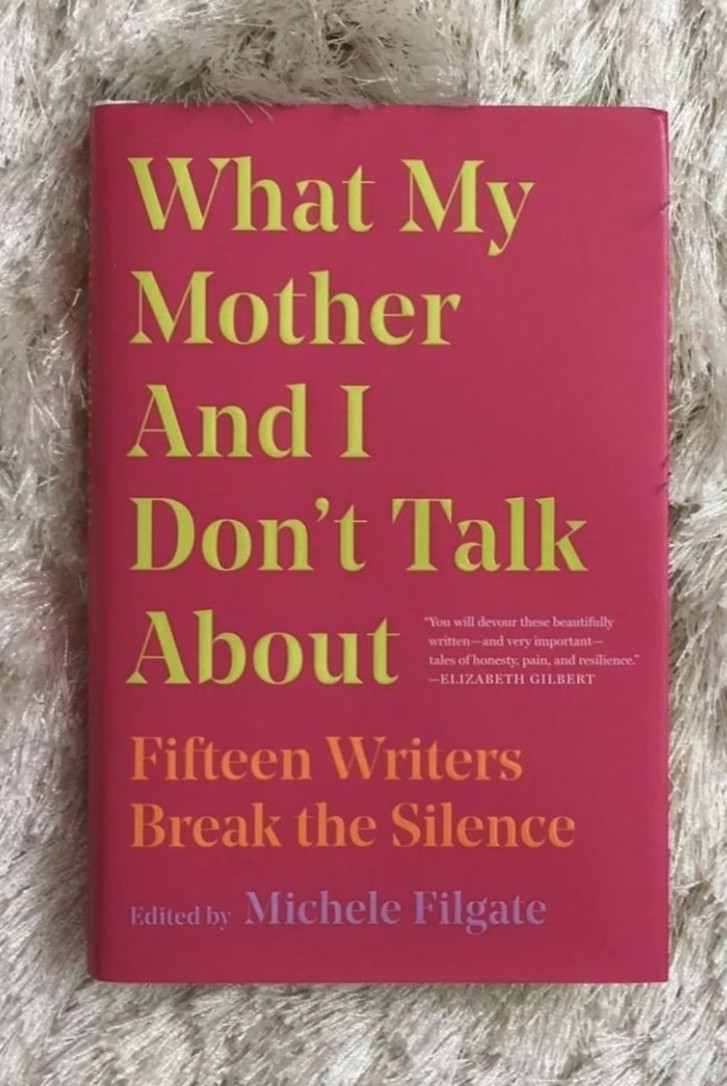 What My
Mother
And I
Don't Talk
About
"You will devour these beautifully
written—and very important—
tales of honesty, pain, and resilience."
—ELIZABETH GILBERT
Fifteen Writers
Break the Silence
Edited by Michele Filgate